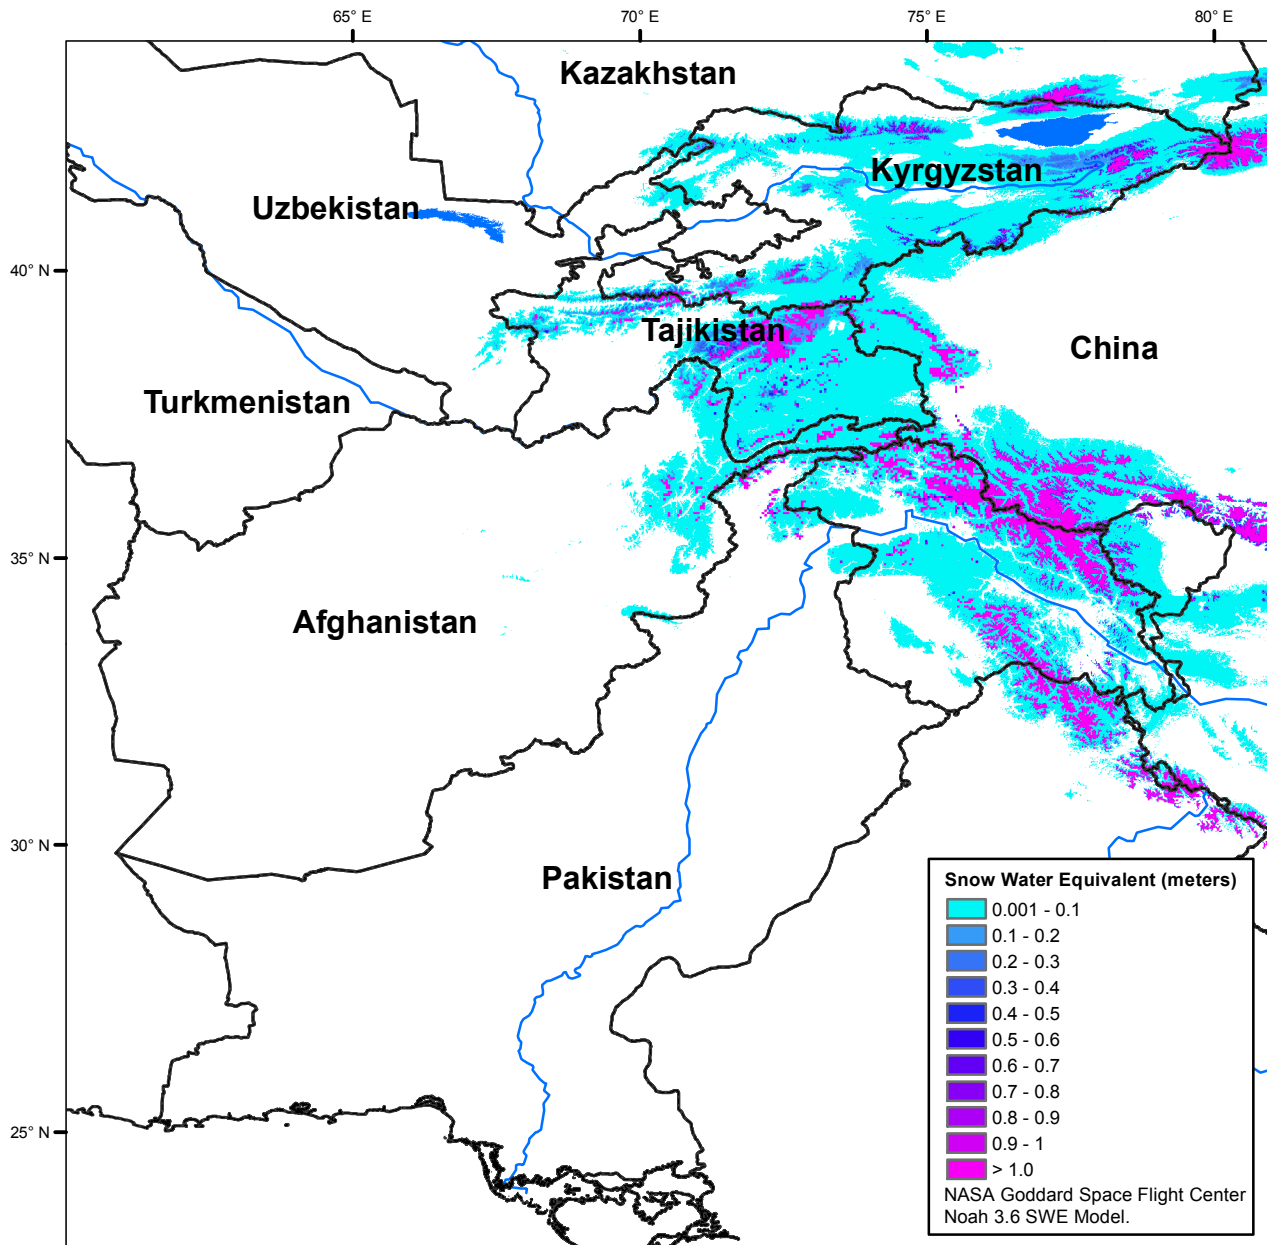 65° E
70° E
75° E
80° E
Kazakhstan
Kyrgyzstan
Uzbekistan
40° N
Tajikistan
China
Turkmenistan
35° N
Afghanistan
30° N
Pakistan
25° N
Snow Water Equivalent (meters)
0.001 - 0.1
0.1 - 0.2
0.2 - 0.3
0.3 - 0.4
0.4 - 0.5
0.5 - 0.6
0.6 - 0.7
0.7 - 0.8
0.8 - 0.9
0.9 - 1
> 1.0
NASA Goddard Space Flight Center
Noah 3.6 SWE Model.